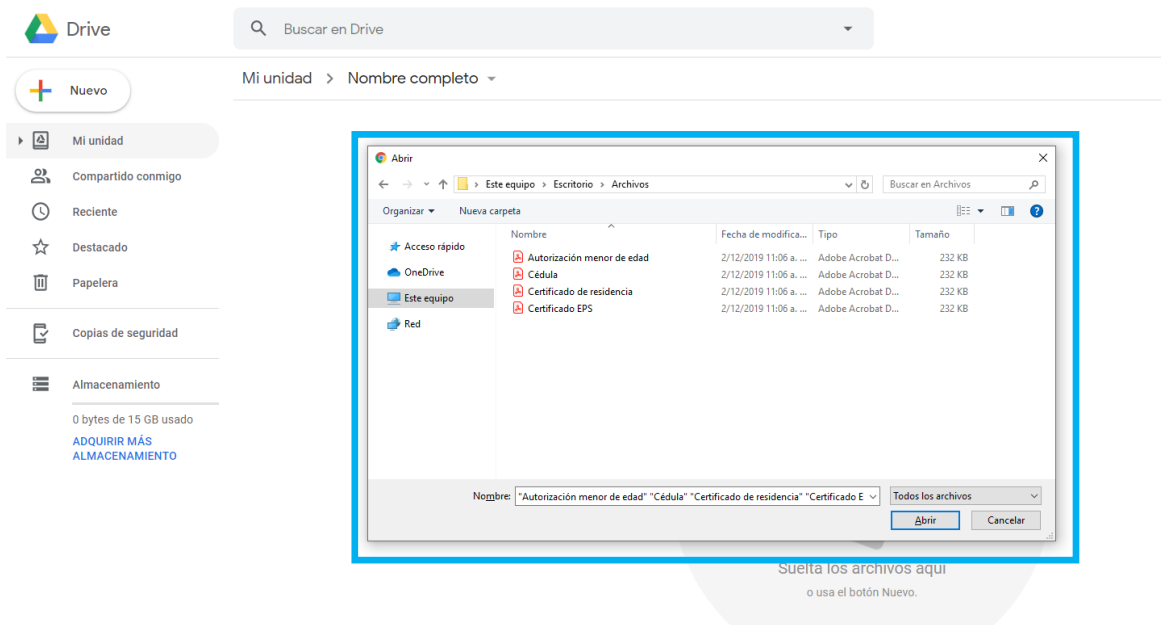 Drive
Buscar en Drive
Nuevo
Mi unidad > Nombre completo
Mi unidad
Compartido conmigo
Reciente
Destacado
Papelera
Copias de seguridad
Almacenamiento
0 bytes de 15 GB usado
ADQUIRIR MÁS
ALMACENAMIENTO
Abrir
Este equipo > Escritorio > Archivos
Buscar en Archivos
Organizar
Nueva carpeta
Acceso rápido
OneDrive
Este equipo
Red
Nombre Fecha de modifica... Tipo Tamaño
Autorización menor de edad 2/12/2019 11:06 a. ... Adobe Acrobat D... 232 KB
Cédula 2/12/2019 11:06 a. ... Adobe Acrobat D... 232 KB
Certificado de residencia 2/12/2019 11:06 a. ... Adobe Acrobat D... 232 KB
Certificado EPS 2/12/2019 11:06 a. ... Adobe Acrobat D... 232 KB
Nombre: "Autorización menor de edad" "Cédula" "Certificado de residencia" "Certificado E
Todos los archivos
Abrir
Cancelar
Suelta los archivos aquí
o usa el botón Nuevo.